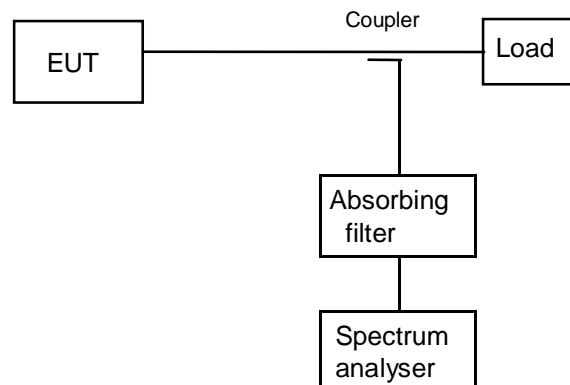 Coupler
EUT
Load
Absorbing
filter
Spectrum
analyser